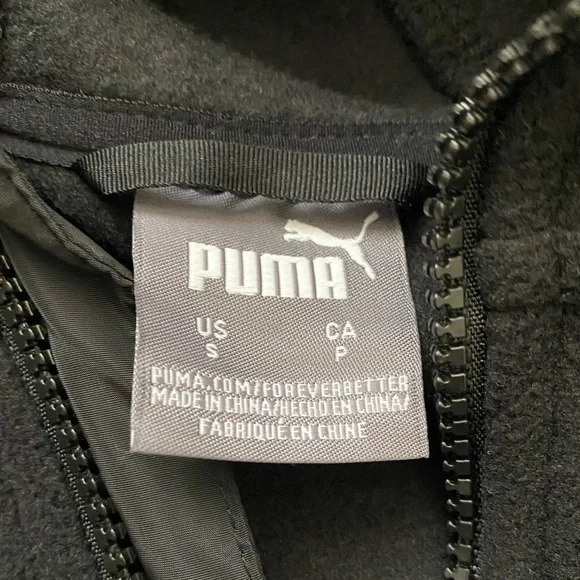 PUMA
US CA
S P
PUMA.COM/FOREVERBETTER
MADE IN CHINA/HECHO EN CHINA/
FABRIQUÉ EN CHINE